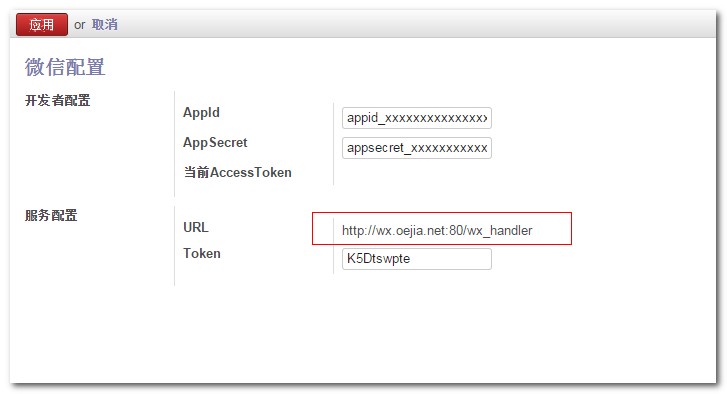 应用 or 取消
微信配置
开发者配置
AppId appid_xxxxxxxxxxxxxxx
AppSecret appsecret_xxxxxxxxxxx
当前AccessToken
服务配置
URL http://wx.oejia.net:80/wx_handler
Token K5Dtswpte